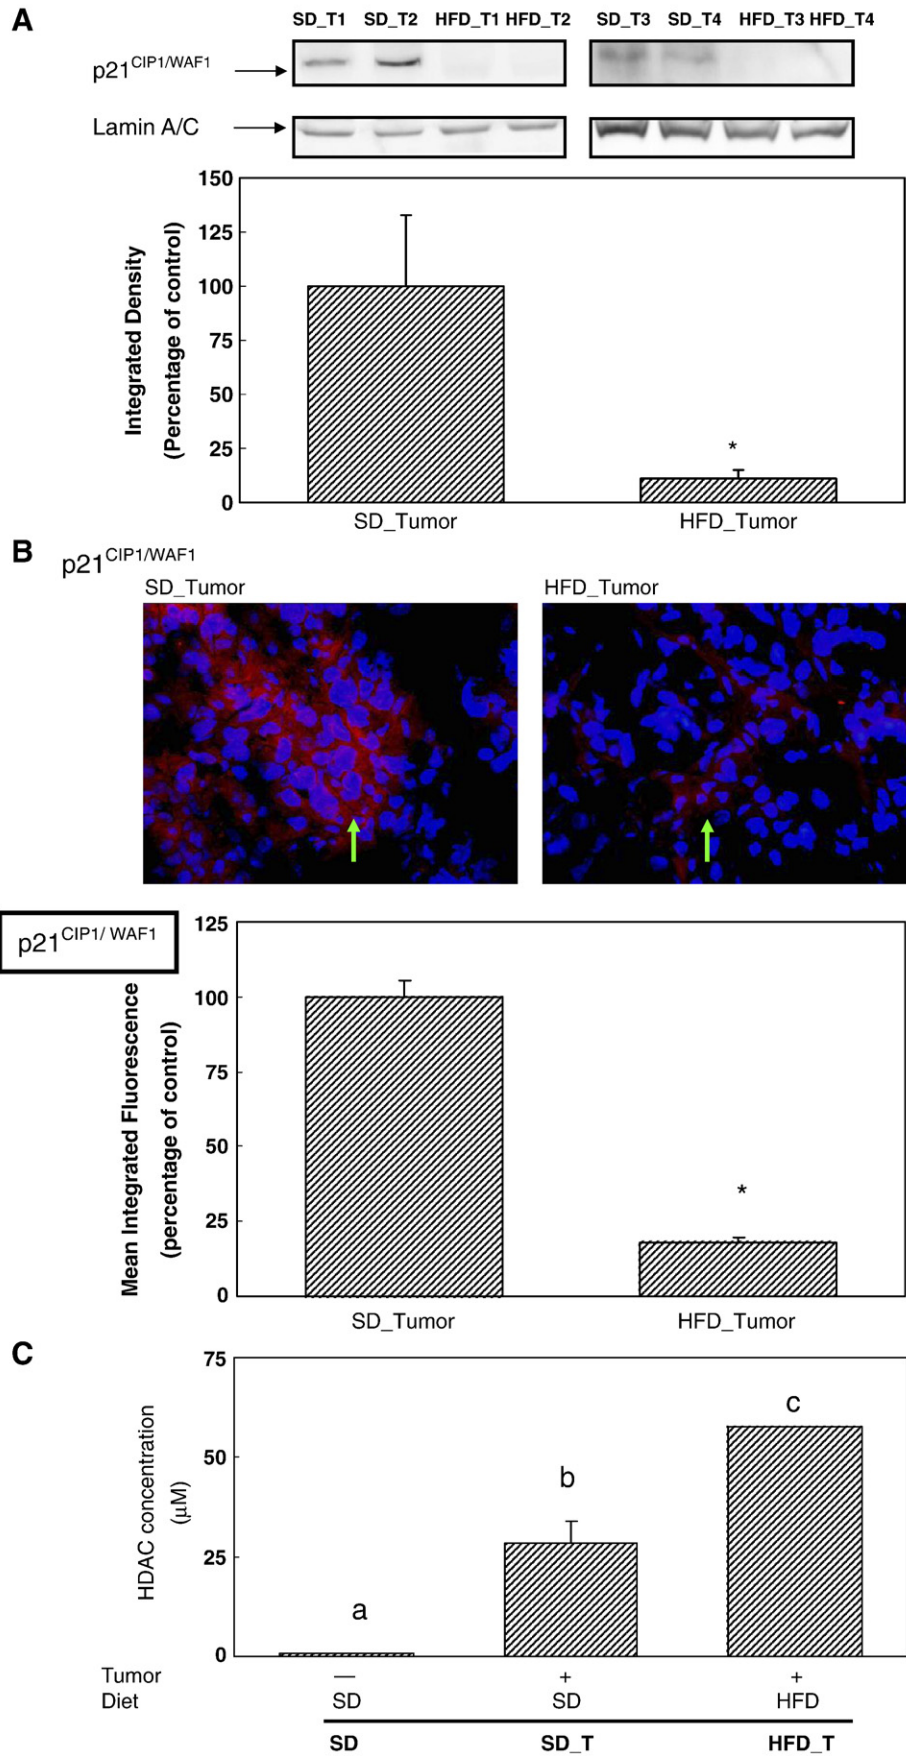 A
SD_T1 SD_T2 HFD_T1 HFD_T2 SD_T3 SD_T4 HFD_T3 HFD_T4
p21CIP1/WAF1
Lamin A/C
150
125
100
75
50
25
0
Integrated Density
(Percentage of control)
*
SD_Tumor HFD_Tumor
B
p21CIP1/WAF1
SD_Tumor HFD_Tumor
p21CIP1/ WAF1
125
100
75
50
25
0
Mean Integrated Fluorescence
(percentage of control)
*
SD_Tumor HFD_Tumor
C
75
50
25
0
HDAC concentration
(µM)
a
b
c
Tumor — + +
Diet SD SD HFD
SD SD_T HFD_T